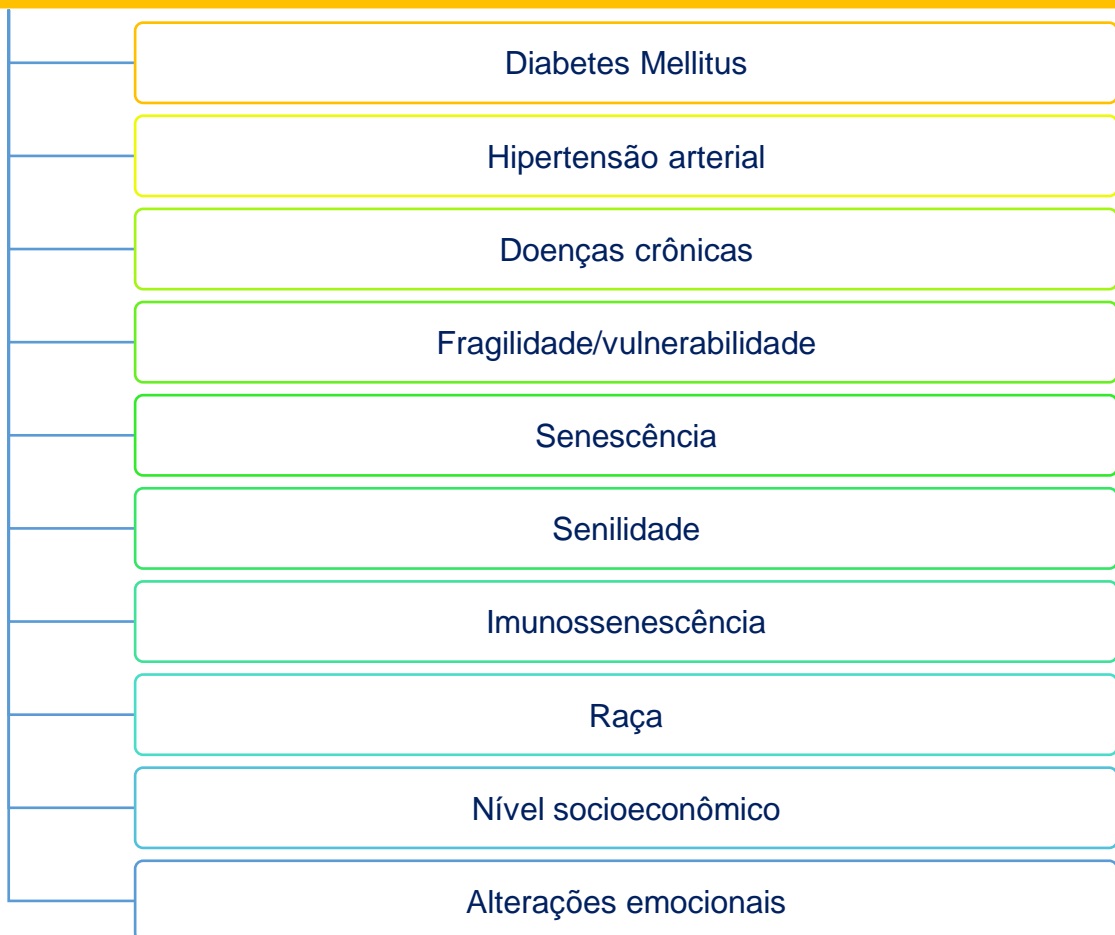 Diabetes Mellitus
Hipertensão arterial
Doenças crônicas
Fragilidade/vulnerabilidade
Senescência
Senilidade
Imunossenescência
Raça
Nível socioeconômico
Alterações emocionais